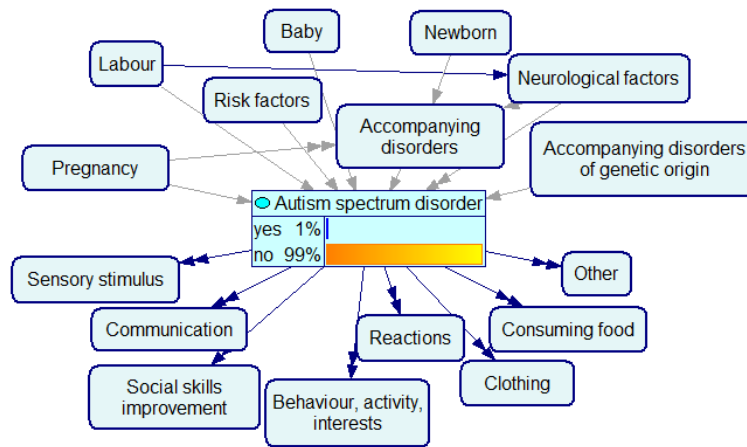 Baby
Newborn
Labour
Neurological factors
Risk factors
Accompanying
disorders
Accompanying disorders
of genetic origin
Pregnancy
Autism spectrum disorder
yes 1%
no 99%
Sensory stimulus
Other
Communication
Reactions
Consuming food
Social skills
improvement
Behaviour, activity,
interests
Clothing